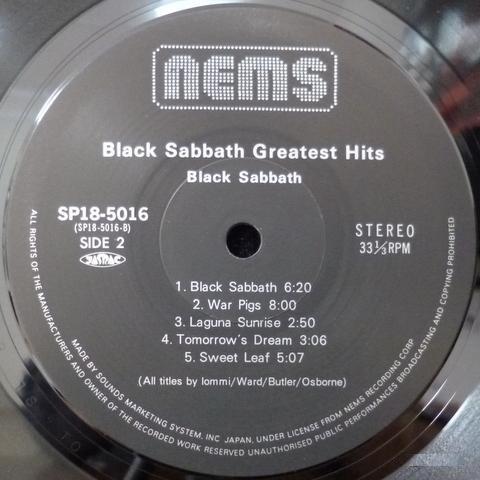 nems
Black Sabbath Greatest Hits
Black Sabbath
SP18-5016
(SP18-5016-B)
SIDE 2
JASRAC
STEREO
33 1/3 RPM
1. Black Sabbath 6:20
2. War Pigs 8:00
3. Laguna Sunrise 2:50
4. Tomorrow's Dream 3:06
5. Sweet Leaf 5:07
(All titles by Iommi/Ward/Butler/Osborne)
MADE BY SOUNDS MARKETING SYSTEM, INC JAPAN, UNDER LICENSE FROM NEMS RECORDING CORP
ALL RIGHTS OF THE MANUFACTURERS AND OWNER OF THE RECORDED WORK RESERVED UNAUTHORISED PUBLIC PERFORMANCES BROADCASTING AND COPYING PROHIBITED